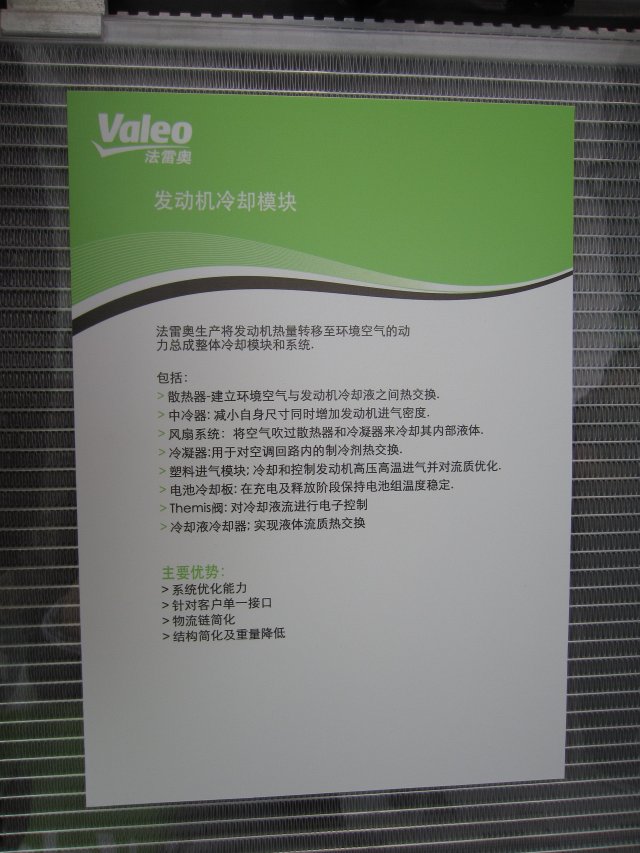 Valeo
法雷奥
发动机冷却模块
法雷奥生产将发动机热量转移至环境空气的动
力总成整体冷却模块和系统.
包括:
> 散热器-建立环境空气与发动机冷却液之间热交换.
> 中冷器: 减小自身尺寸同时增加发动机进气密度.
> 风扇系统: 将空气吹过散热器和冷凝器来冷却其内部液体.
> 冷凝器:用于对空调回路内的制冷剂热交换.
> 塑料进气模块; 冷却和控制发动机高压高温进气并对流质优化.
> 电池冷却板: 在充电及释放阶段保持电池组温度稳定.
> Themis阀: 对冷却液流进行电子控制
> 冷却液冷却器; 实现液体流质热交换
主要优势:
> 系统优化能力
> 针对客户单一接口
> 物流链简化
> 结构简化及重量降低